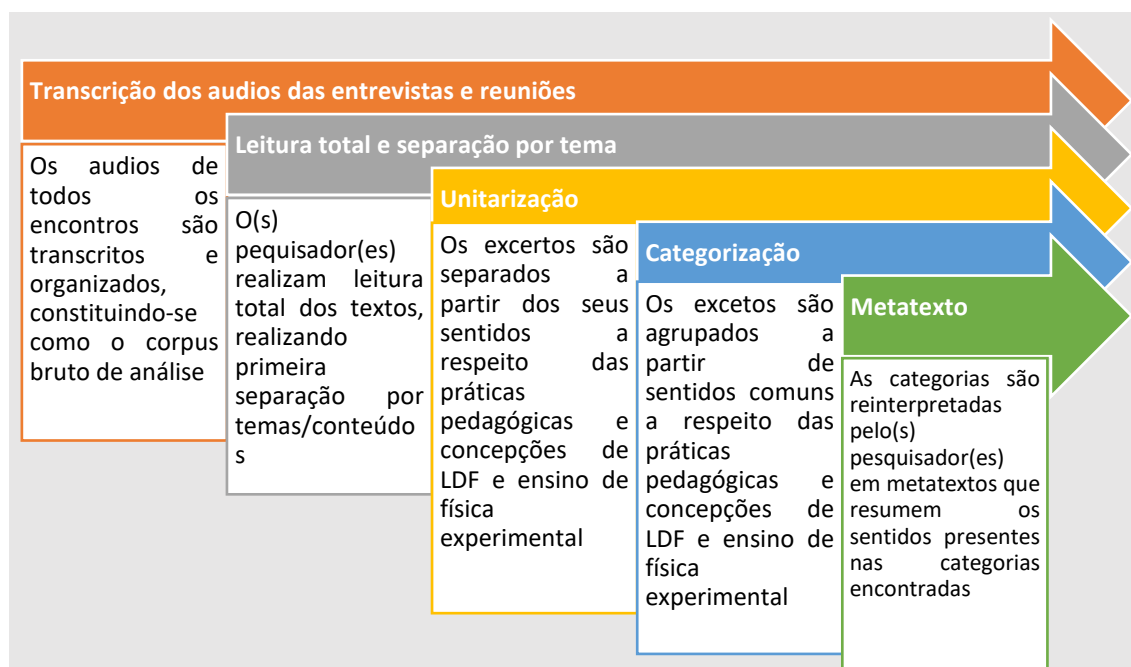 Transcrição dos audios das entrevistas e reuniões
Os audios de
todos os
encontros são
transcritos e
organizados,
constituindo-se
como o corpus
bruto de análise
Leitura total e separação por tema
O(s)
pequisador(es)
realizam leitura
total dos textos,
realizando
primeira
separação por
temas/conteúdo
s
Unitarização
Os excertos são
separados a
partir dos seus
sentidos a
respeito das
práticas
pedagógicas e
concepções de
LDF e ensino de
física
experimental
Categorização
Os excetos são
agrupados a
partir de
sentidos comuns
a respeito das
práticas
pedagógicas e
concepções de
LDF e ensino de
física
experimental
Metatexto
As categorias são
reinterpretadas
pelo(s)
pesquisador(es)
em metatextos que
resumem os
sentidos presentes
nas categorias
encontradas